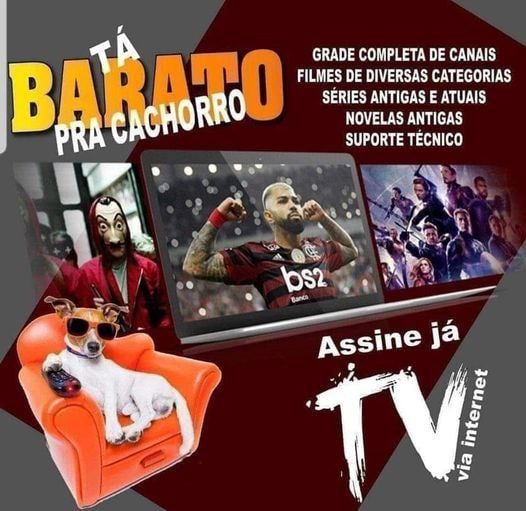 TÁ
BARATO
PRA CACHORRO
GRADE COMPLETA DE CANAIS
FILMES DE DIVERSAS CATEGORIAS
SÉRIES ANTIGAS E ATUAIS
NOVELAS ANTIGAS
SUPORTE TÉCNICO
bs2
Banco
Assine já
TV
via internet